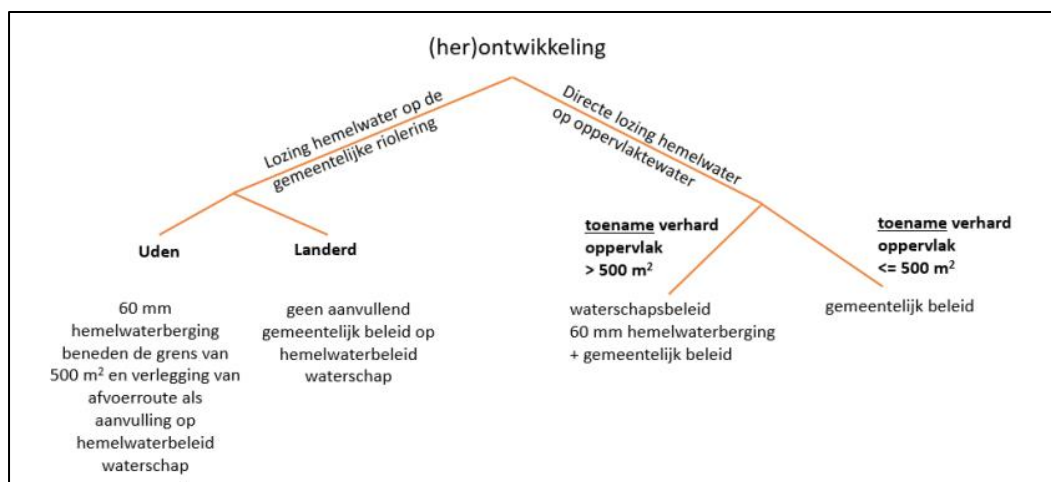 (her)ontwikkeling
Lozing hemelwater op de
gemeentelijke riolering
Directe lozing hemelwater
op oppervlaktewater
Uden
60 mm
hemelwaterberging
beneden de grens van
500 m² en verlegging van
afvoerroute als
aanvulling op
hemelwaterbeleid
waterschap
Landerd
geen aanvullend
gemeentelijk beleid op
hemelwaterbeleid
waterschap
toename verhard
oppervlak
> 500 m²
waterschapsbeleid
60 mm hemelwaterberging
+ gemeentelijk beleid
toename verhard
oppervlak
<= 500 m²
gemeentelijk beleid